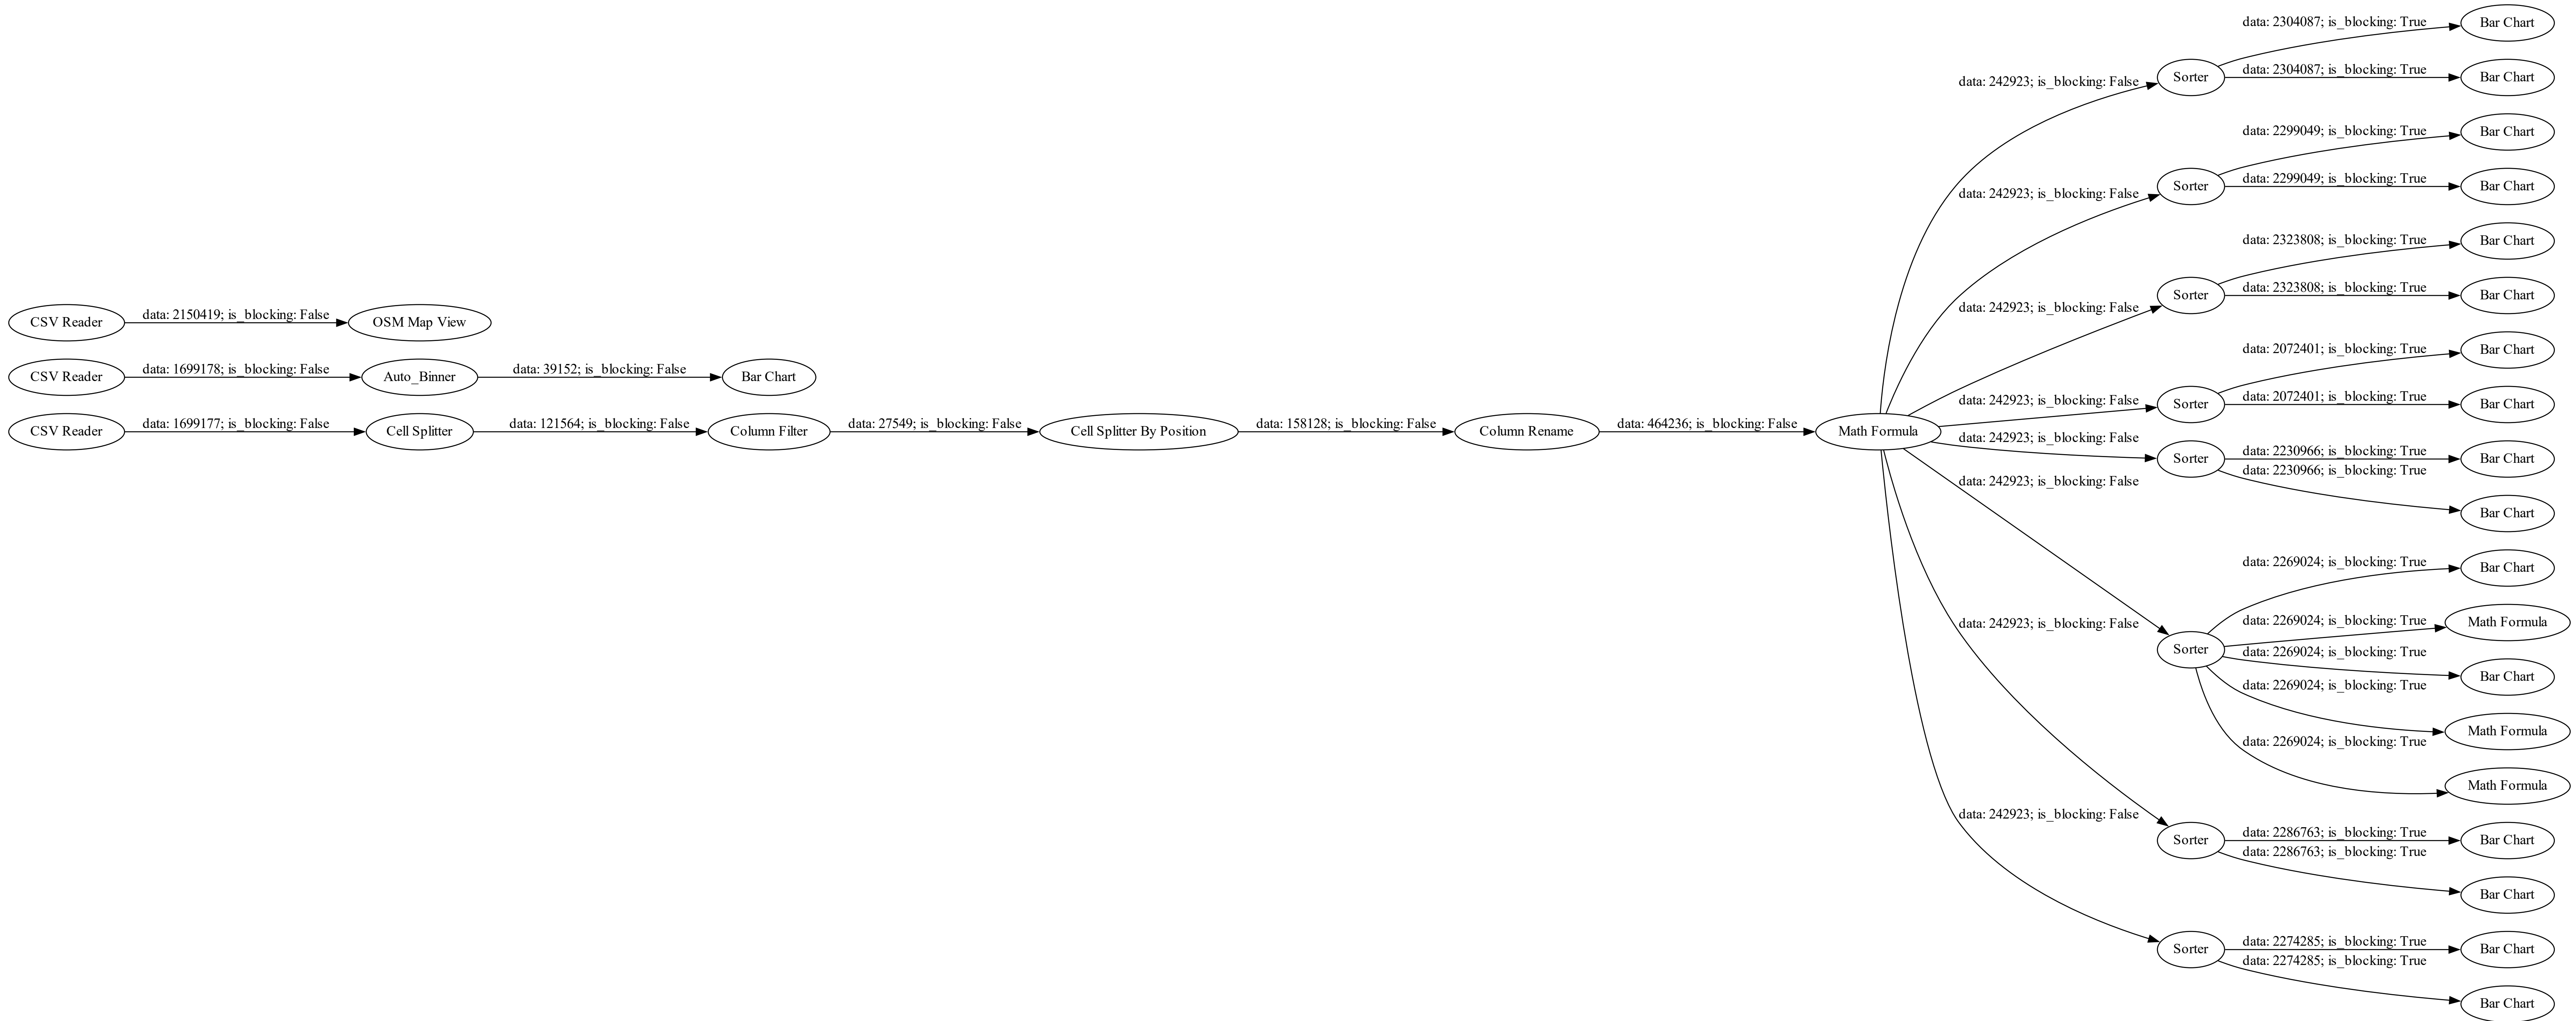 data: 2304087; is_blocking: True
Bar Chart
Sorter
data: 2304087; is_blocking: True
Bar Chart
data: 242923; is_blocking: False
data: 2299049; is_blocking: True
Bar Chart
Sorter
data: 2299049; is_blocking: True
Bar Chart
data: 242923; is_blocking: False
data: 2323808; is_blocking: True
Bar Chart
Sorter
data: 2323808; is_blocking: True
Bar Chart
data: 242923; is_blocking: False
CSV Reader
data: 2150419; is_blocking: False
OSM Map View
data: 2072401; is_blocking: True
Bar Chart
CSV Reader
data: 1699178; is_blocking: False
Auto_Binner
data: 39152; is_blocking: False
Bar Chart
data: 242923; is_blocking: False
Sorter
data: 2072401; is_blocking: True
Bar Chart
CSV Reader
data: 1699177; is_blocking: False
Cell Splitter
data: 121564; is_blocking: False
Column Filter
data: 27549; is_blocking: False
Cell Splitter By Position
data: 158128; is_blocking: False
Column Rename
data: 464236; is_blocking: False
Math Formula
data: 242923; is_blocking: False
Sorter
data: 2230966; is_blocking: True
Bar Chart
data: 2230966; is_blocking: True
Bar Chart
data: 242923; is_blocking: False
data: 2269024; is_blocking: True
Bar Chart
data: 242923; is_blocking: False
data: 2269024; is_blocking: True
Math Formula
Sorter
data: 2269024; is_blocking: True
Bar Chart
data: 2269024; is_blocking: True
Math Formula
data: 2269024; is_blocking: True
Math Formula
data: 242923; is_blocking: False
Sorter
data: 2286763; is_blocking: True
Bar Chart
data: 2286763; is_blocking: True
Bar Chart
Sorter
data: 2274285; is_blocking: True
Bar Chart
data: 2274285; is_blocking: True
Bar Chart